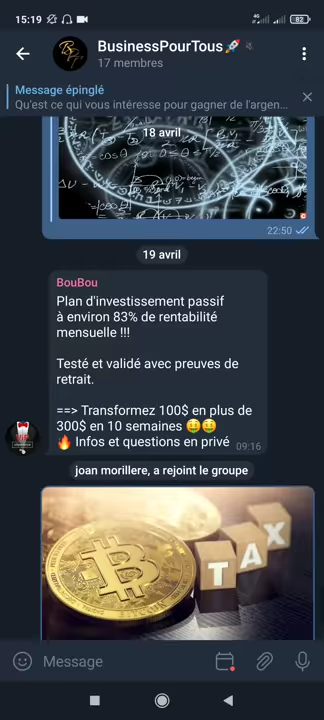 15:19
4G
82
BusinessPourTous🚀
17 membres
Message épinglé
Qu'est ce qui vous intéresse pour gagner de l'argen...
18 avril
22:50
19 avril
BouBou
Plan d'investissement passif
à environ 83% de rentabilité
mensuelle !!!
Testé et validé avec preuves de
retrait.
==> Transformez 100$ en plus de
300$ en 10 semaines 🤑🤑
🔥 Infos et questions en privé 09:16
joan morillere, a rejoint le groupe
TAX
Message